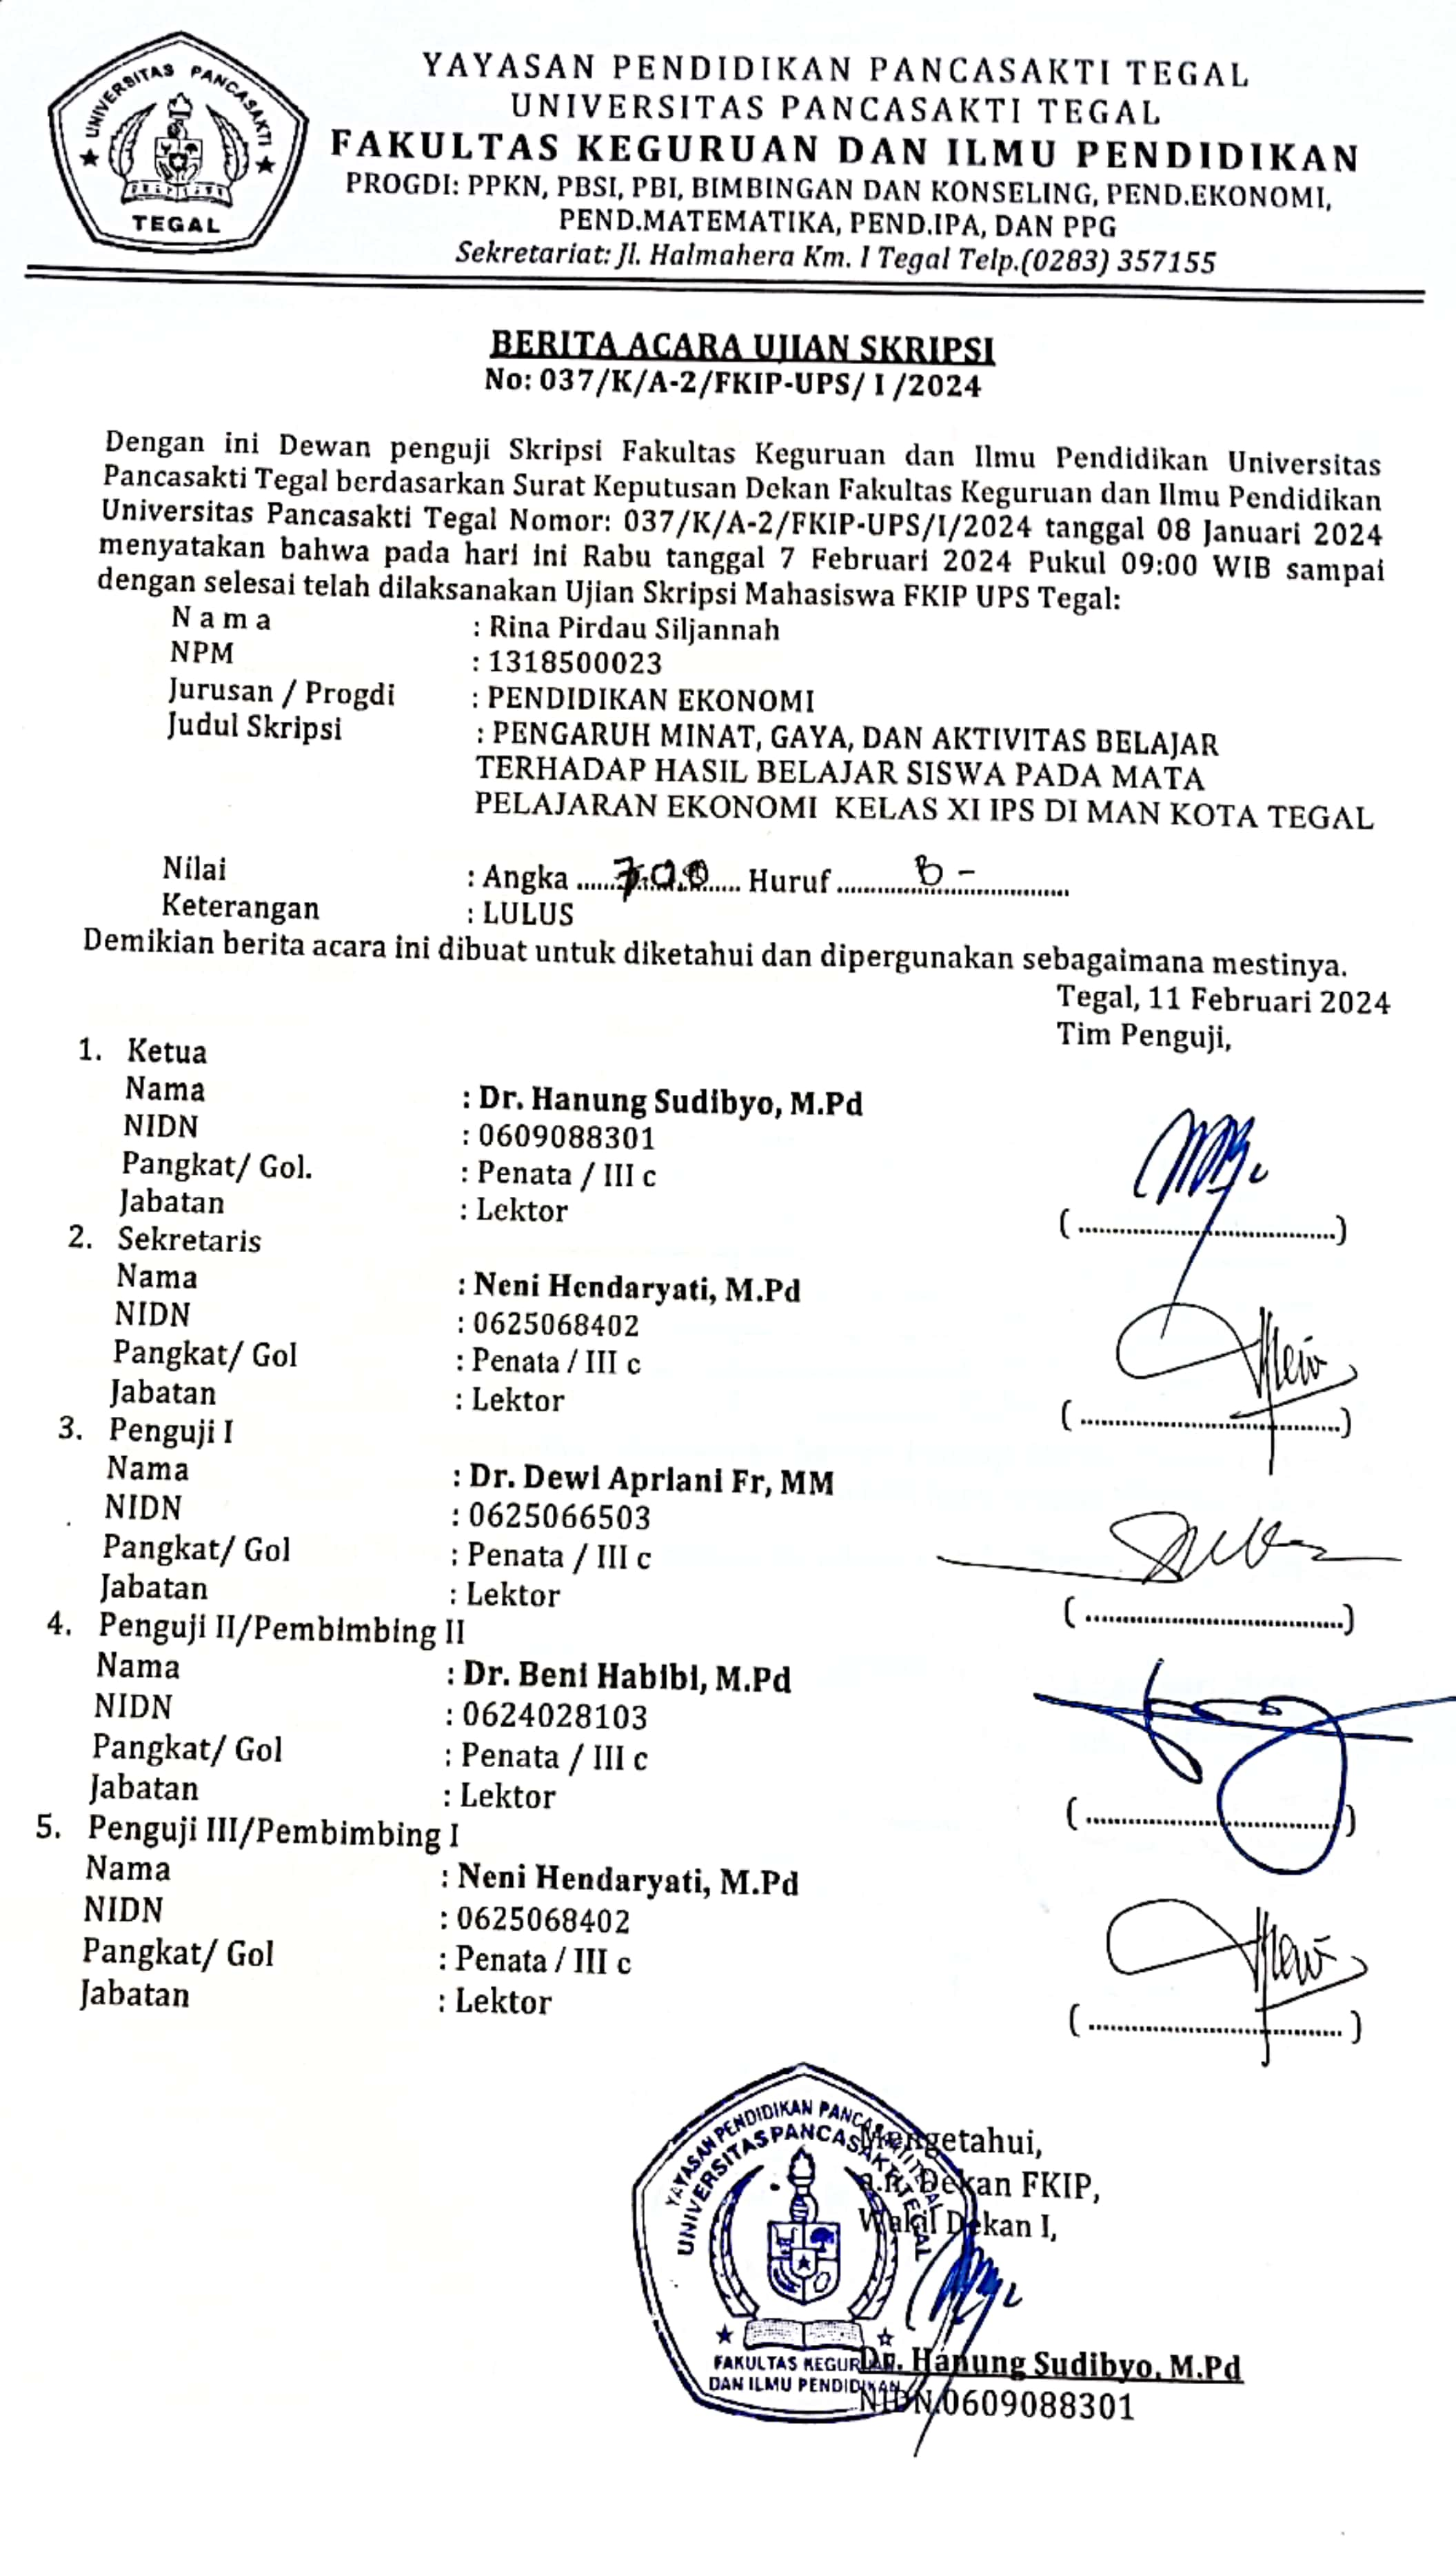 UNIVERSITAS PANCASAKTI
TEGAL
YAYASAN PENDIDIKAN PANCASAKTI TEGAL
UNIVERSITAS PANCASAKTI TEGAL
FAKULTAS KEGURUAN DAN ILMU PENDIDIKAN
PROGDI: PPKN, PBSI, PBI, BIMBINGAN DAN KONSELING, PEND.EKONOMI,
PEND.MATEMATIKA, PEND.IPA, DAN PPG
Sekretariat: Jl. Halmahera Km. I Tegal Telp.(0283) 357155
BERITA ACARA UJIAN SKRIPSI
No: 037/K/A-2/FKIP-UPS/ I /2024
Dengan ini Dewan penguji Skripsi Fakultas Keguruan dan Ilmu Pendidikan Universitas
Pancasakti Tegal berdasarkan Surat Keputusan Dekan Fakultas Keguruan dan Ilmu Pendidikan
Universitas Pancasakti Tegal Nomor: 037/K/A-2/FKIP-UPS/I/2024 tanggal 08 Januari 2024
menyatakan bahwa pada hari ini Rabu tanggal 7 Februari 2024 Pukul 09:00 WIB sampai
dengan selesai telah dilaksanakan Ujian Skripsi Mahasiswa FKIP UPS Tegal:
N a m a : Rina Pirdau Siljannah
NPM : 1318500023
Jurusan / Progdi : PENDIDIKAN EKONOMI
Judul Skripsi : PENGARUH MINAT, GAYA, DAN AKTIVITAS BELAJAR
TERHADAP HASIL BELAJAR SISWA PADA MATA
PELAJARAN EKONOMI KELAS XI IPS DI MAN KOTA TEGAL
Nilai : Angka ........ Huruf ........ B -
Keterangan : LULUS
Demikian berita acara ini dibuat untuk diketahui dan dipergunakan sebagaimana mestinya.
Tegal, 11 Februari 2024
Tim Penguji,
1. Ketua
Nama : Dr. Hanung Sudibyo, M.Pd
NIDN : 0609088301
Pangkat/ Gol. : Penata / III c
Jabatan : Lektor
(....................................)
2. Sekretaris
Nama : Neni Hendaryati, M.Pd
NIDN : 0625068402
Pangkat/ Gol : Penata / III c
Jabatan : Lektor
(....................................)
3. Penguji I
Nama : Dr. Dewi Apriani Fr, MM
NIDN : 0625066503
Pangkat/ Gol : Penata / III c
Jabatan : Lektor
(....................................)
4. Penguji II/Pembimbing II
Nama : Dr. Beni Habibi, M.Pd
NIDN : 0624028103
Pangkat/ Gol : Penata / III c
Jabatan : Lektor
(....................................)
5. Penguji III/Pembimbing I
Nama : Neni Hendaryati, M.Pd
NIDN : 0625068402
Pangkat/ Gol : Penata / III c
Jabatan : Lektor
(....................................)
Mengetahui,
a.n. Dekan FKIP,
Wakil Dekan I,
YAYASAN PENDIDIKAN PANCASAKTI TEGAL
UNIVERSITAS PANCASAKTI TEGAL
FAKULTAS KEGURUAN
DAN ILMU PENDIDIKAN
Dr. Hanung Sudibyo, M.Pd
NIDN.0609088301